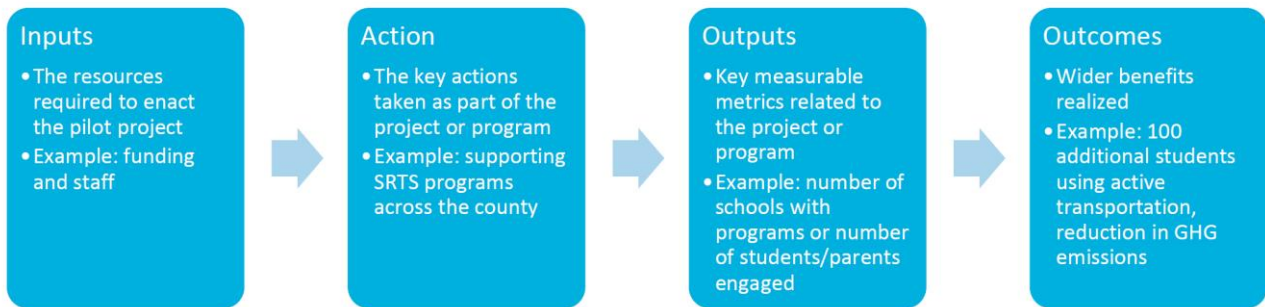 Inputs
•The resources
required to enact
the pilot project
•Example: funding
and staff
Action
•The key actions
taken as part of the
project or program
•Example: supporting
SRTS programs
across the county
Outputs
•Key measurable
metrics related to
the project or
program
•Example: number of
schools with
programs or number
of students/parents
engaged
Outcomes
•Wider benefits
realized
•Example: 100
additional students
using active
transportation,
reduction in GHG
emissions